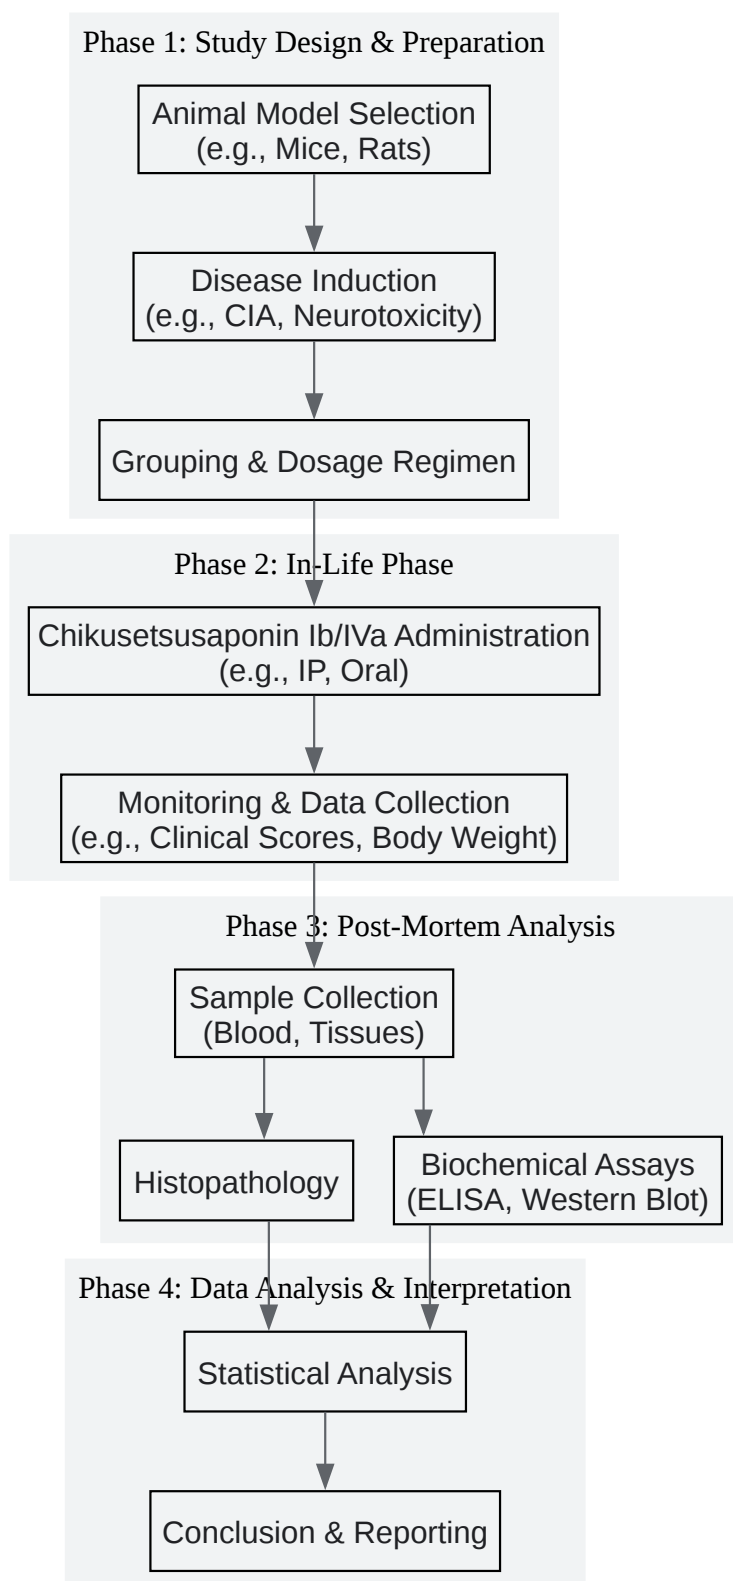 Phase 1: Study Design & Preparation
Animal Model Selection
(e.g., Mice, Rats)
Disease Induction
(e.g., CIA, Neurotoxicity)
Grouping & Dosage Regimen
Phase 2: In-Life Phase
Chikusetsusaponin Ib/IVa Administration
(e.g., IP, Oral)
Monitoring & Data Collection
(e.g., Clinical Scores, Body Weight)
Phase 3: Post-Mortem Analysis
Sample Collection
(Blood, Tissues)
Histopathology
Biochemical Assays
(ELISA, Western Blot)
Phase 4: Data Analysis & Interpretation
Statistical Analysis
Conclusion & Reporting